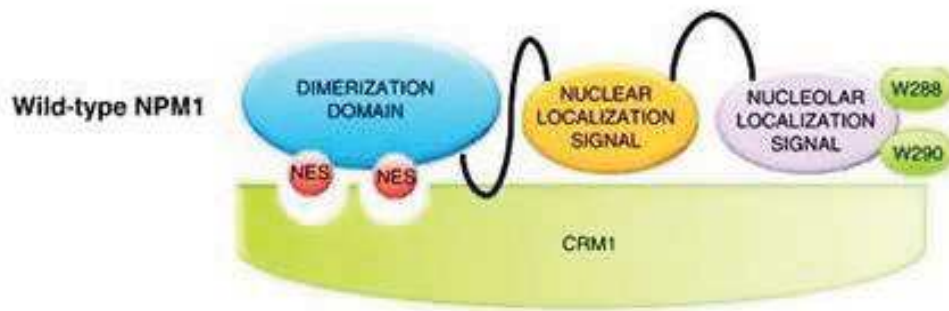 Wild-type NPM1
DIMERIZATION
DOMAIN
NES
NES
NUCLEAR
LOCALIZATION
SIGNAL
NUCLEOLAR
LOCALIZATION
SIGNAL
W288
W290
CRM1